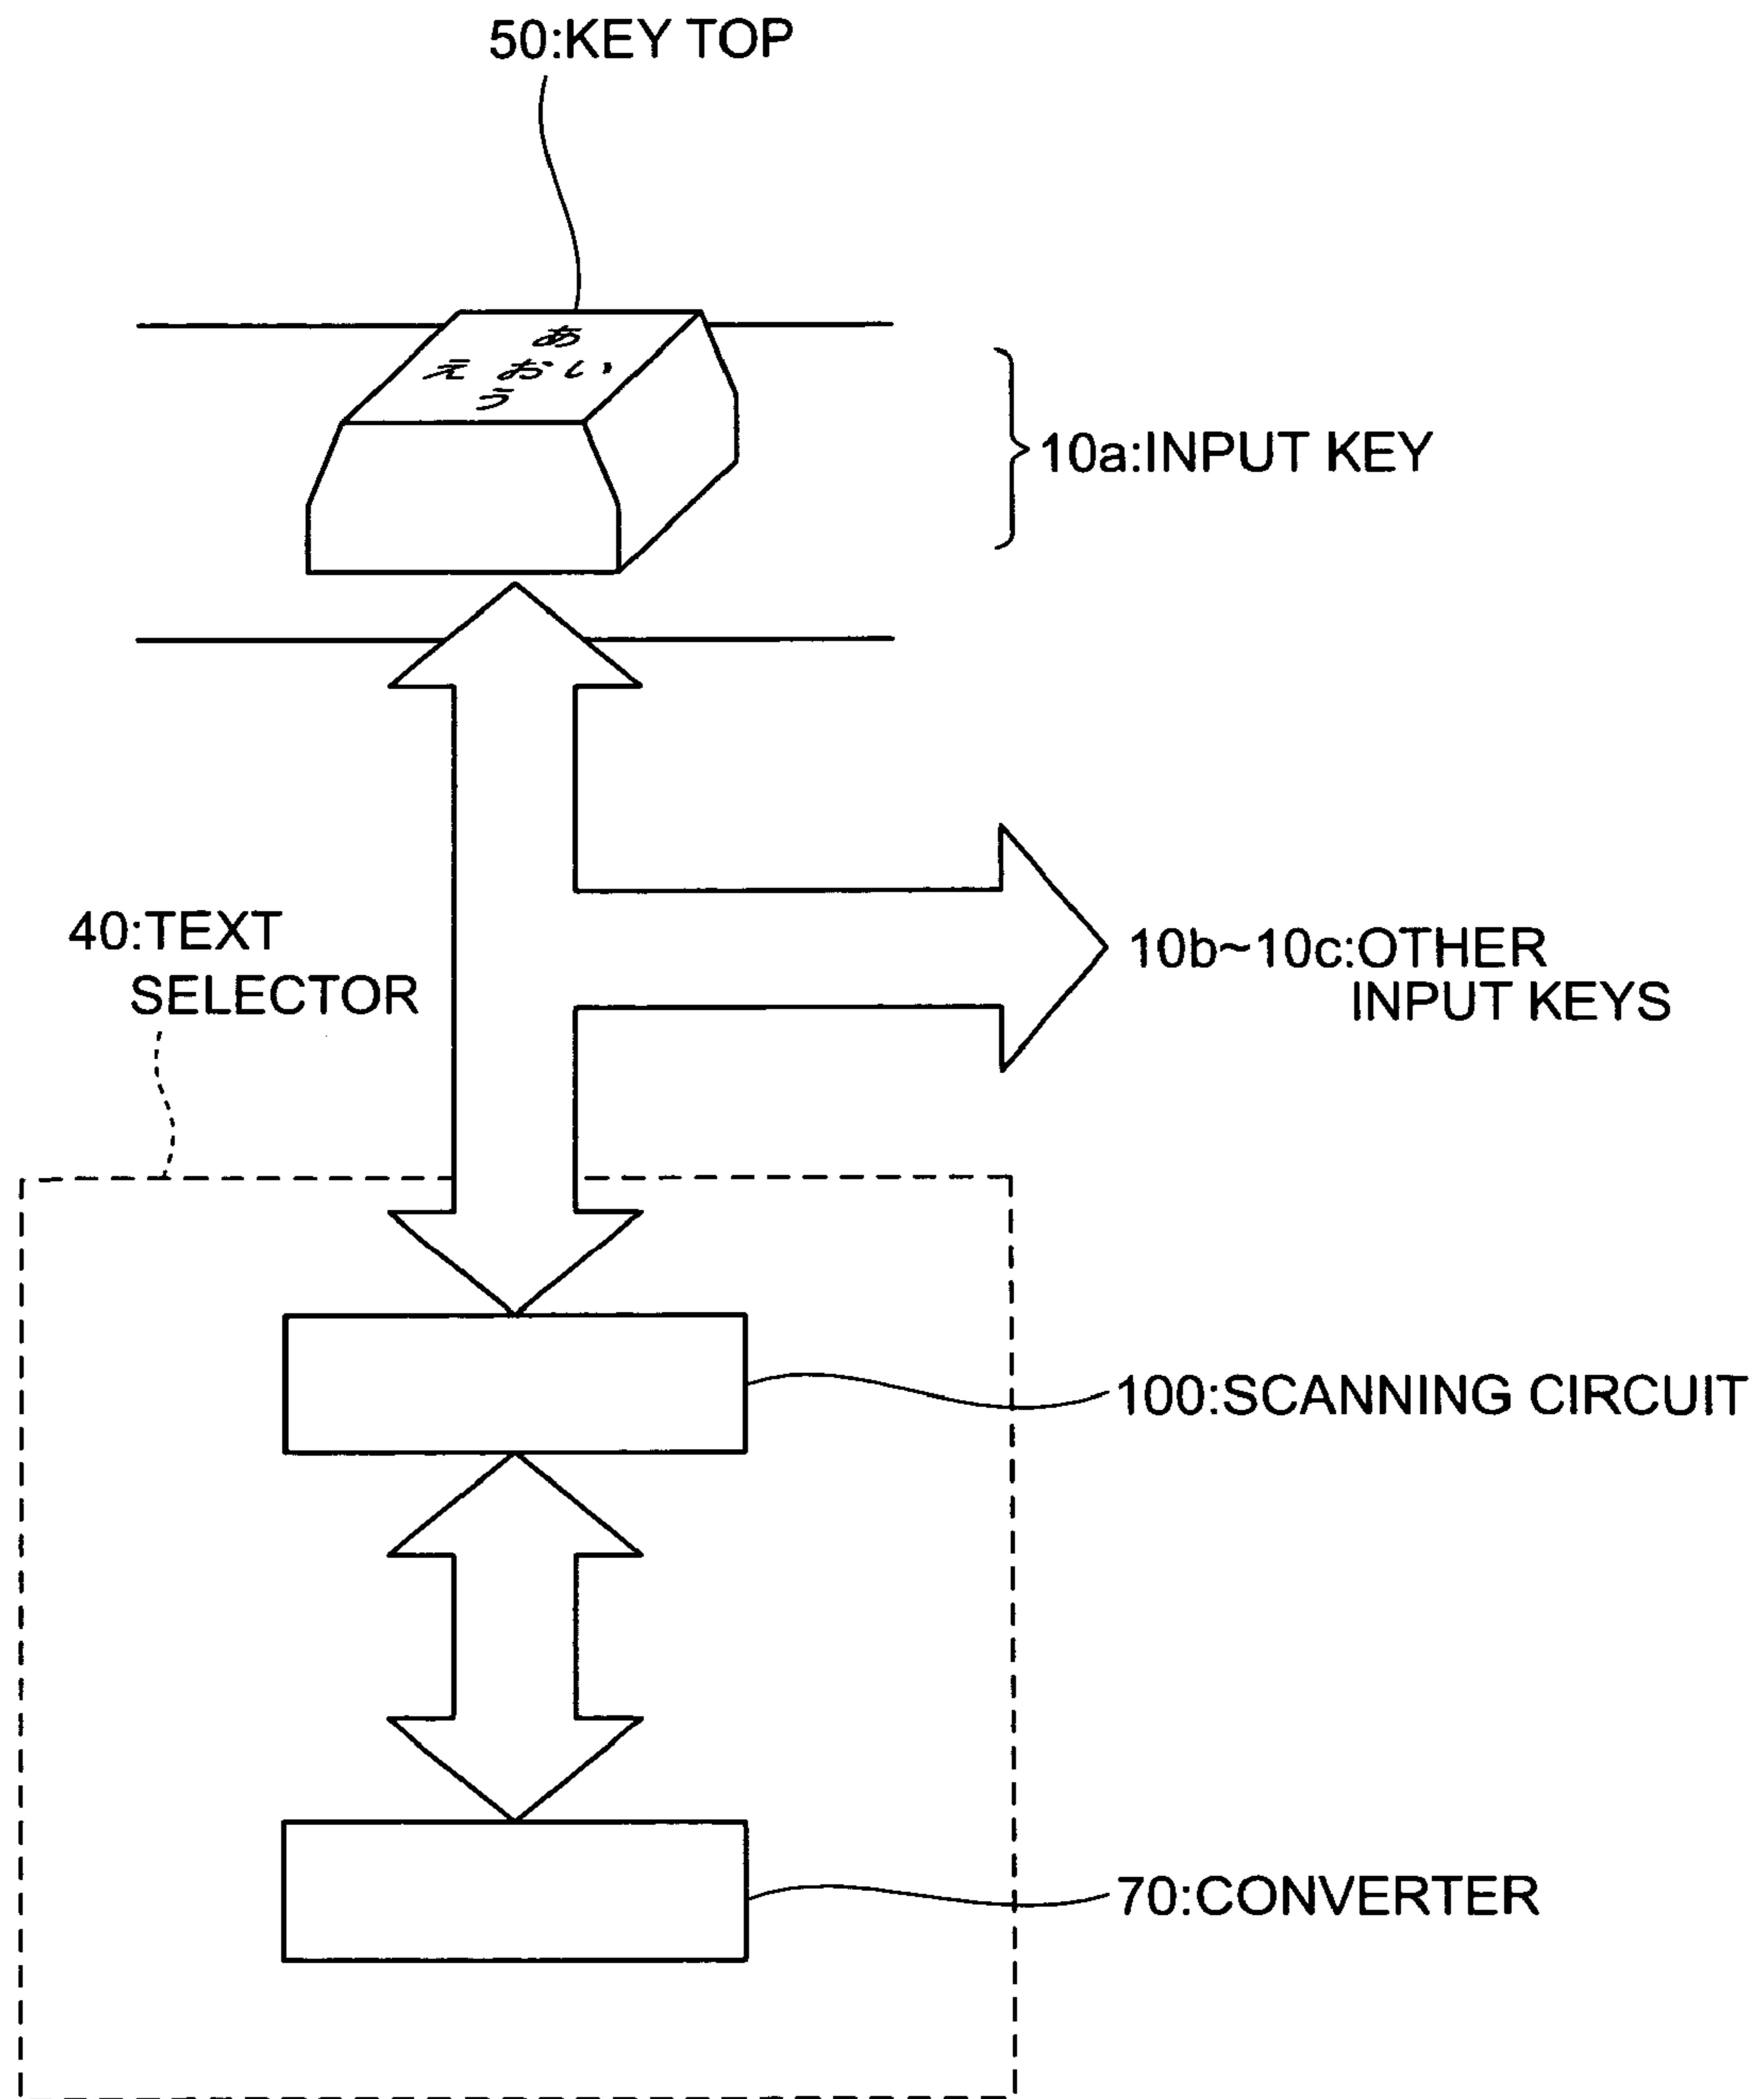 50:KEY TOP
あ
え お い
う
10a:INPUT KEY
40:TEXT
SELECTOR
10b~10c:OTHER
INPUT KEYS
100:SCANNING CIRCUIT
70:CONVERTER